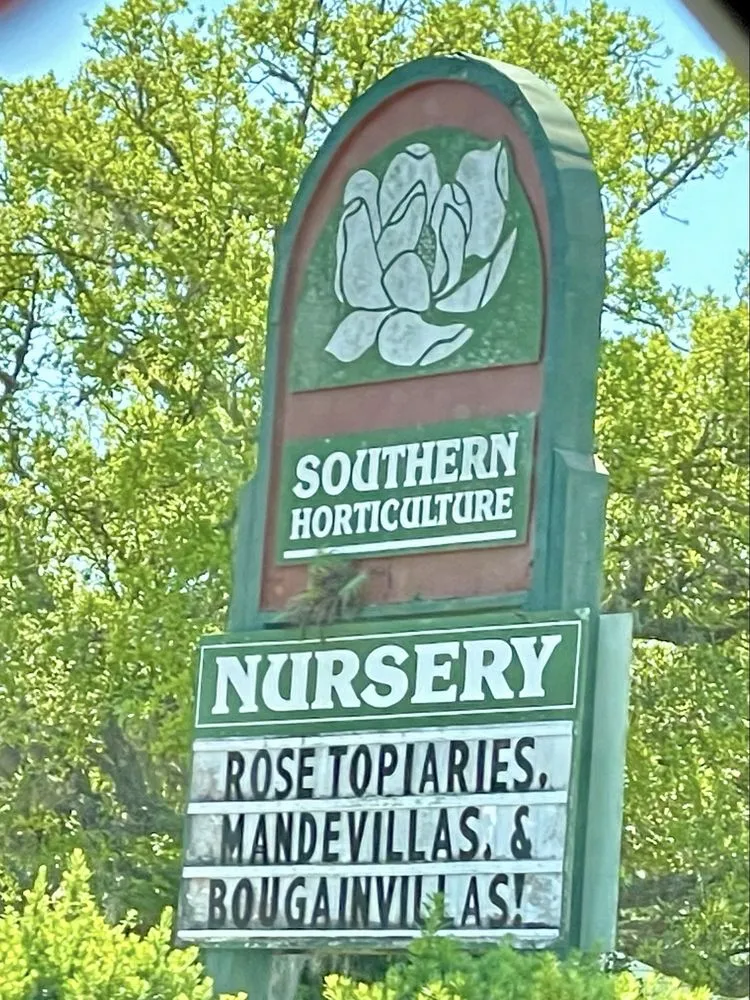 SOUTHERN
HORTICULTURE
NURSERY
ROSE TOPIARIES,
MANDEVILLAS, &
BOUGAINVILLAS!